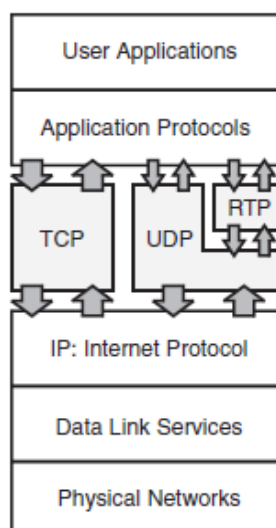 User Applications
Application Protocols
RTP
TCP
UDP
IP: Internet Protocol
Data Link Services
Physical Networks